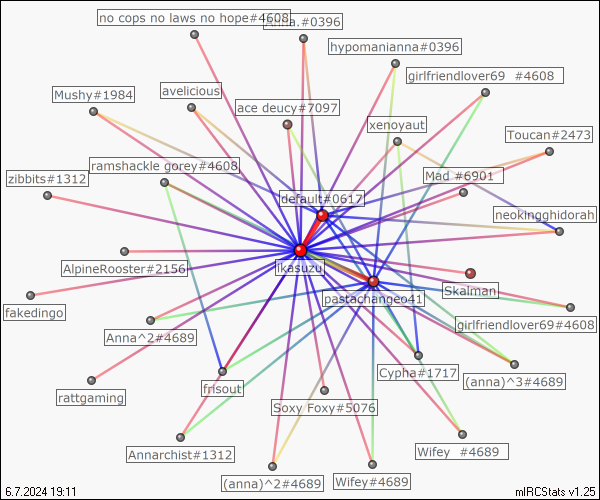 no cops no laws no hope#4608
Anna.#0396
hypomanianna#0396
girlfriendlover69 #4608
Mushy#1984
avelicious
ace deucy#7097
xenoyaut
Toucan#2473
ramshackle gorey#4608
zibbits#1312
Mad #6901
default#0617
neokingghidorah
ikasuzu
AlpineRooster#2156
Skaiman
pastachangeo41
fakedingo
girlfriendlover69#4608
Anna^2#4689
Cypha#1717
(anna)^3#4689
frisout
rattgaming
Soxy Foxy#5076
Annarchist#1312
Wifey #4689
(anna)^2#4689
Wifey#4689
6.7.2024 19:11
mIRCStats v1.25